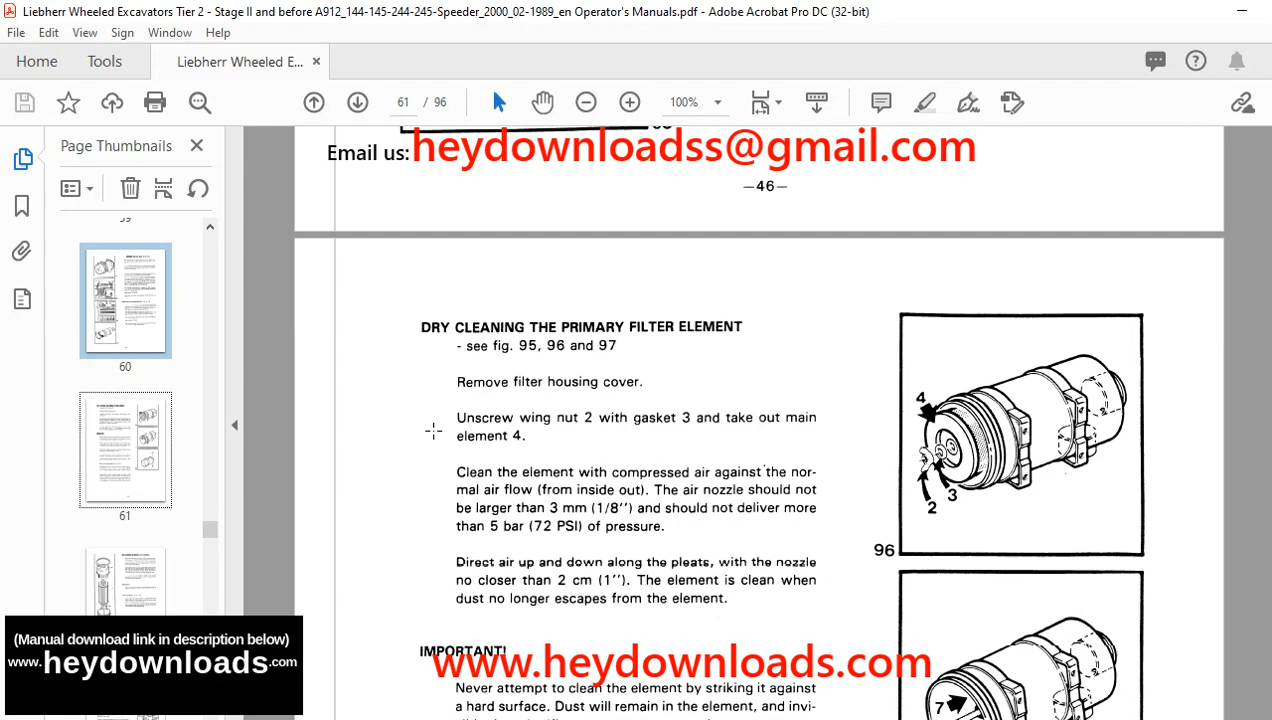 Liebherr Wheeled Excavators Tier 2 - Stage II and before A912_144-145-244-245-Speeder_2000_02-1989_en Operator's Manuals.pdf - Adobe Acrobat Pro DC (32-bit)
File Edit View Sign Window Help
Home Tools Liebherr Wheeled E... ×
61 / 96 100%
Page Thumbnails
59
60
61
Email us: heydownloadss@gmail.com
—46—
DRY CLEANING THE PRIMARY FILTER ELEMENT
- see fig. 95, 96 and 97
Remove filter housing cover.
Unscrew wing nut 2 with gasket 3 and take out main
element 4.
Clean the element with compressed air against the nor-
mal air flow (from inside out). The air nozzle should not
be larger than 3 mm (1/8'') and should not deliver more
than 5 bar (72 PSI) of pressure.
Direct air up and down along the pleats, with the nozzle
no closer than 2 cm (1''). The element is clean when
dust no longer escapes from the element.
IMPORTANT!
www.heydownloads.com
Never attempt to clean the element by striking it against
a hard surface. Dust will remain in the element, and invi-
4
3
2
96
7
(Manual download link in description below)
www.heydownloads.com